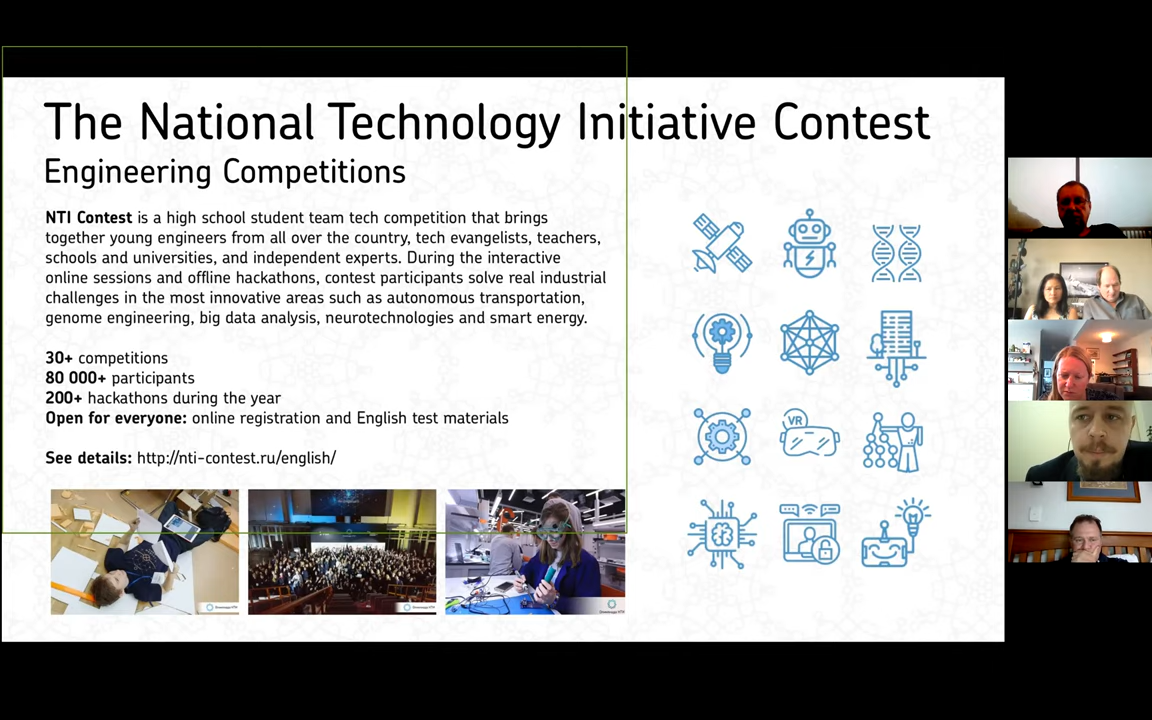 The National Technology Initiative Contest
Engineering Competitions
NTI Contest is a high school student team tech competition that brings
together young engineers from all over the country, tech evangelists, teachers,
schools and universities, and independent experts. During the interactive
online sessions and offline hackathons, contest participants solve real industrial
challenges in the most innovative areas such as autonomous transportation,
genome engineering, big data analysis, neurotechnologies and smart energy.
30+ competitions
80 000+ participants
200+ hackathons during the year
Open for everyone: online registration and English test materials
See details: http://nti-contest.ru/english/
VR